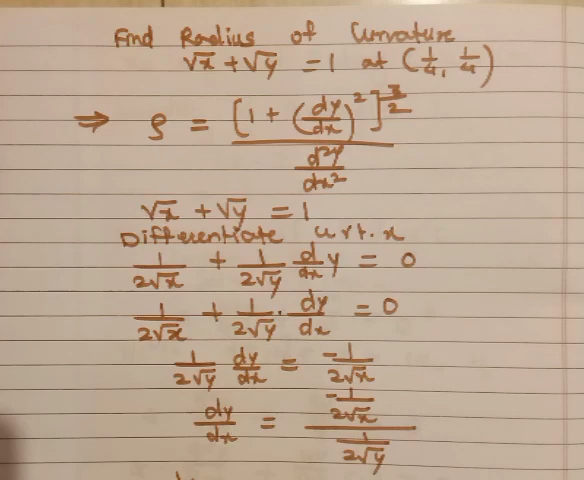 Find Radius of Curvature
√x + √y = 1 at (1/4, 1/4)
⇒ ρ = [1 + (dy/dx)²]^(3/2) / (d²y/dx²)
√x + √y = 1
Differentiate w.r.t. x
1/(2√x) + 1/(2√y) d/dx y = 0
1/(2√x) + 1/(2√y) · dy/dx = 0
1/(2√y) dy/dx = -1/(2√x)
dy/dx = (-1/(2√x)) / (1/(2√y))